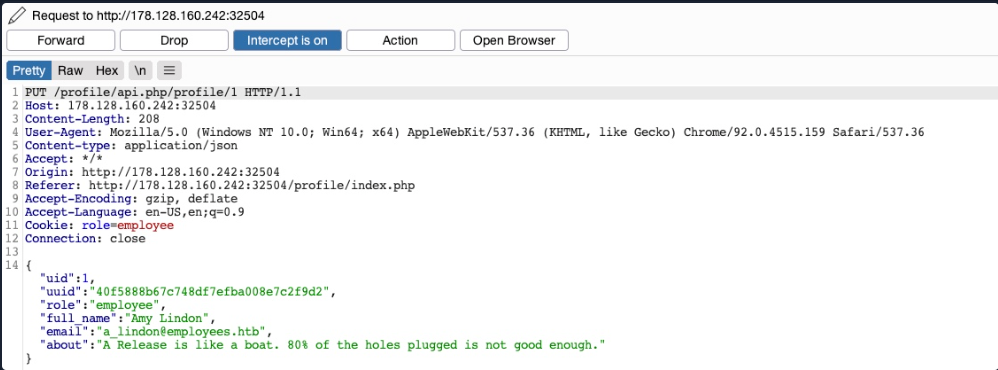 Request to http://178.128.160.242:32504
Forward Drop Intercept is on Action Open Browser
Pretty Raw Hex \n
1 PUT /profile/api.php/profile/1 HTTP/1.1
2 Host: 178.128.160.242:32504
3 Content-Length: 208
4 User-Agent: Mozilla/5.0 (Windows NT 10.0; Win64; x64) AppleWebKit/537.36 (KHTML, like Gecko) Chrome/92.0.4515.159 Safari/537.36
5 Content-type: application/json
6 Accept: */*
7 Origin: http://178.128.160.242:32504
8 Referer: http://178.128.160.242:32504/profile/index.php
9 Accept-Encoding: gzip, deflate
10 Accept-Language: en-US,en;q=0.9
11 Cookie: role=employee
12 Connection: close
13
14 {
"uid":1,
"uuid":"40f5888b67c748df7efba008e7c2f9d2",
"role":"employee",
"full_name":"Amy Lindon",
"email":"a_lindon@employees.htb",
"about":"A Release is like a boat. 80% of the holes plugged is not good enough."
}